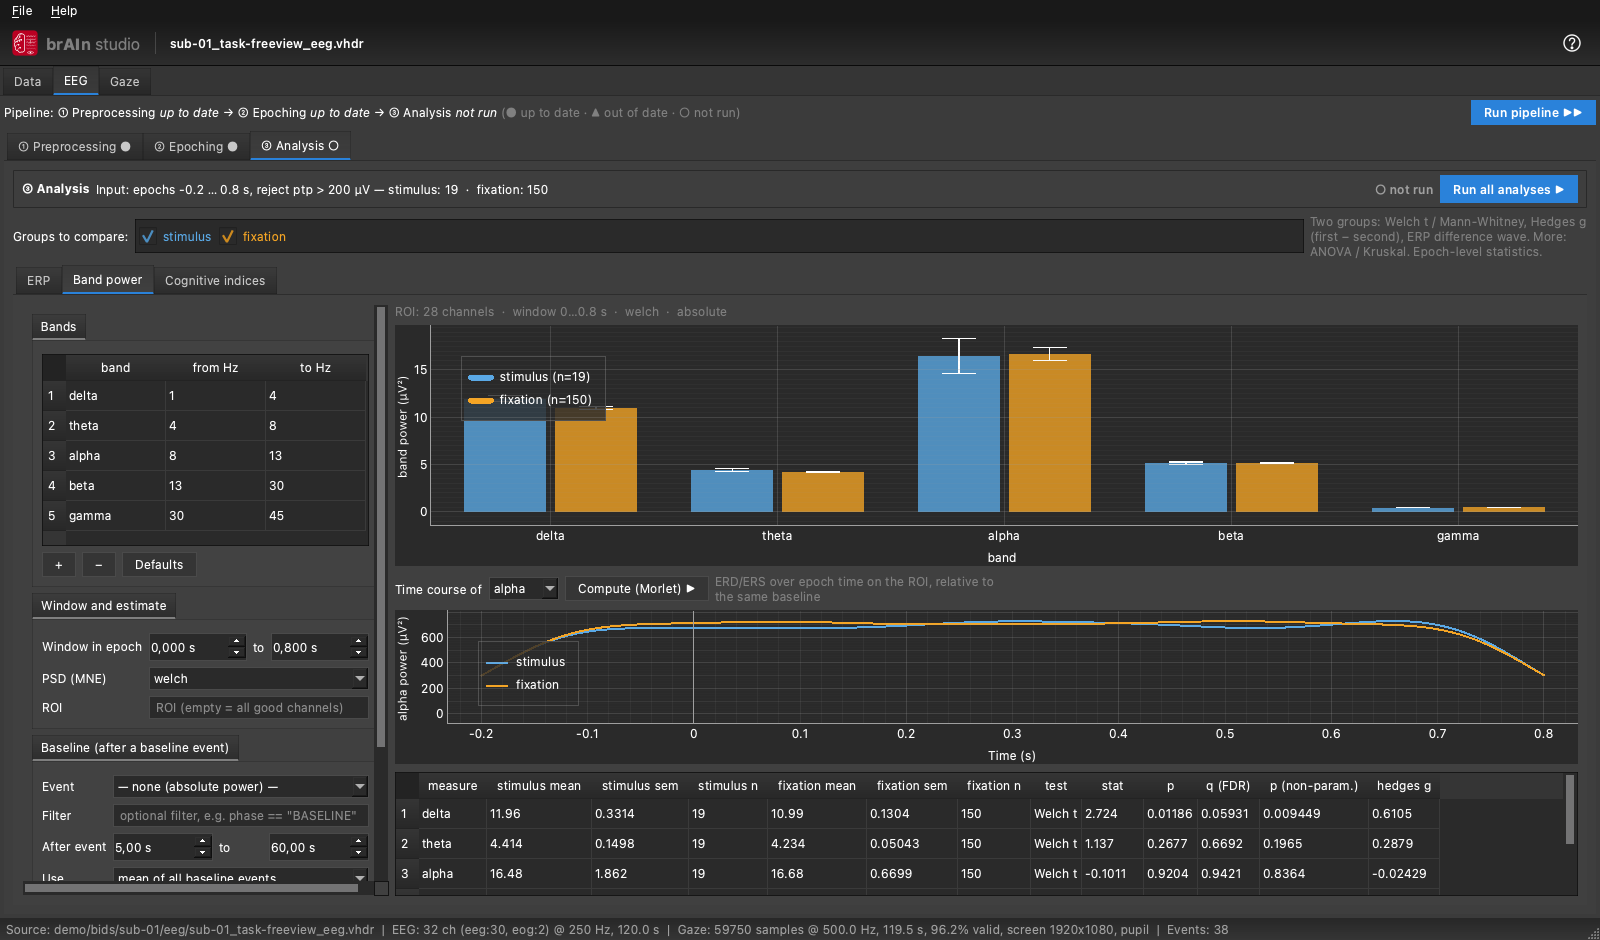 File Help
brAIn studio sub-01_task-freeview_eeg.vhdr
Data EEG Gaze
Pipeline: ① Preprocessing up to date → ② Epoching up to date → ③ Analysis not run (● up to date · ▲ out of date · ○ not run) Run pipeline ▶▶
① Preprocessing ● ② Epoching ● ③ Analysis ○
③ Analysis Input: epochs -0.2 … 0.8 s, reject ptp > 200 µV — stimulus: 19 · fixation: 150 ○ not run Run all analyses ▶
Groups to compare: ✓ stimulus ✓ fixation
Two groups: Welch t / Mann-Whitney, Hedges g
(first − second), ERP difference wave. More:
ANOVA / Kruskal. Epoch-level statistics.
ERP Band power Cognitive indices
Bands
band from Hz to Hz
1 delta 1 4
2 theta 4 8
3 alpha 8 13
4 beta 13 30
5 gamma 30 45
+ − Defaults
Window and estimate
Window in epoch 0,000 s to 0,800 s
PSD (MNE) welch
ROI ROI (empty = all good channels)
Baseline (after a baseline event)
Event — none (absolute power) —
Filter optional filter, e.g. phase == "BASELINE"
After event 5,00 s to 60,00 s
Use mean of all baseline events
ROI: 28 channels · window 0…0.8 s · welch · absolute
band power (µV²)
15
10
5
0
stimulus (n=19)
fixation (n=150)
delta theta alpha beta gamma
band
Time course of alpha Compute (Morlet) ▶
ERD/ERS over epoch time on the ROI, relative to
the same baseline
alpha power (µV²)
600
400
200
0
stimulus
fixation
-0.2 -0.1 0 0.1 0.2 0.3 0.4 0.5 0.6 0.7 0.8
Time (s)
measure stimulus mean stimulus sem stimulus n fixation mean fixation sem fixation n test stat p q (FDR) p (non-param.) hedges g
1 delta 11.96 0.3314 19 10.99 0.1304 150 Welch t 2.724 0.01186 0.05931 0.009449 0.6105
2 theta 4.414 0.1498 19 4.234 0.05043 150 Welch t 1.137 0.2677 0.6692 0.1965 0.2879
3 alpha 16.48 1.862 19 16.68 0.6699 150 Welch t -0.1011 0.9204 0.9421 0.8364 -0.02429
Source: demo/bids/sub-01/eeg/sub-01_task-freeview_eeg.vhdr | EEG: 32 ch (eeg:30, eog:2) @ 250 Hz, 120.0 s | Gaze: 59750 samples @ 500.0 Hz, 119.5 s, 96.2% valid, screen 1920x1080, pupil | Events: 38